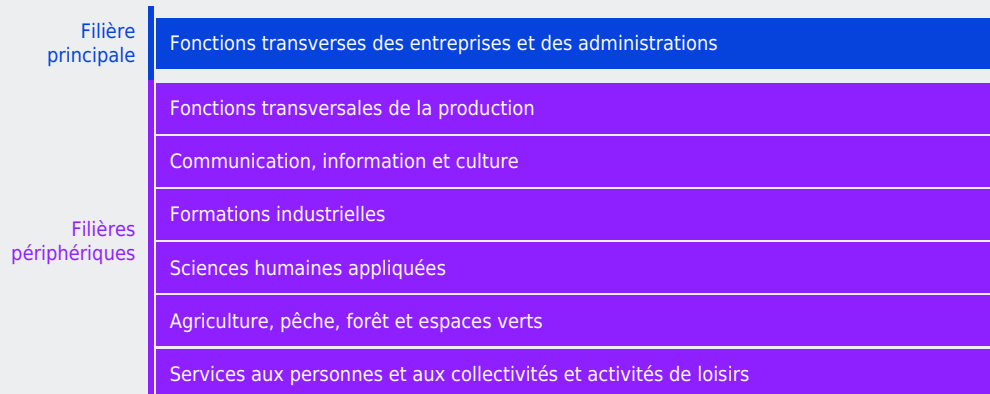 Filière
principale
Fonctions transverses des entreprises et des administrations
Fonctions transversales de la production
Communication, information et culture
Formations industrielles
Filières
périphériques
Sciences humaines appliquées
Agriculture, pêche, forêt et espaces verts
Services aux personnes et aux collectivités et activités de loisirs